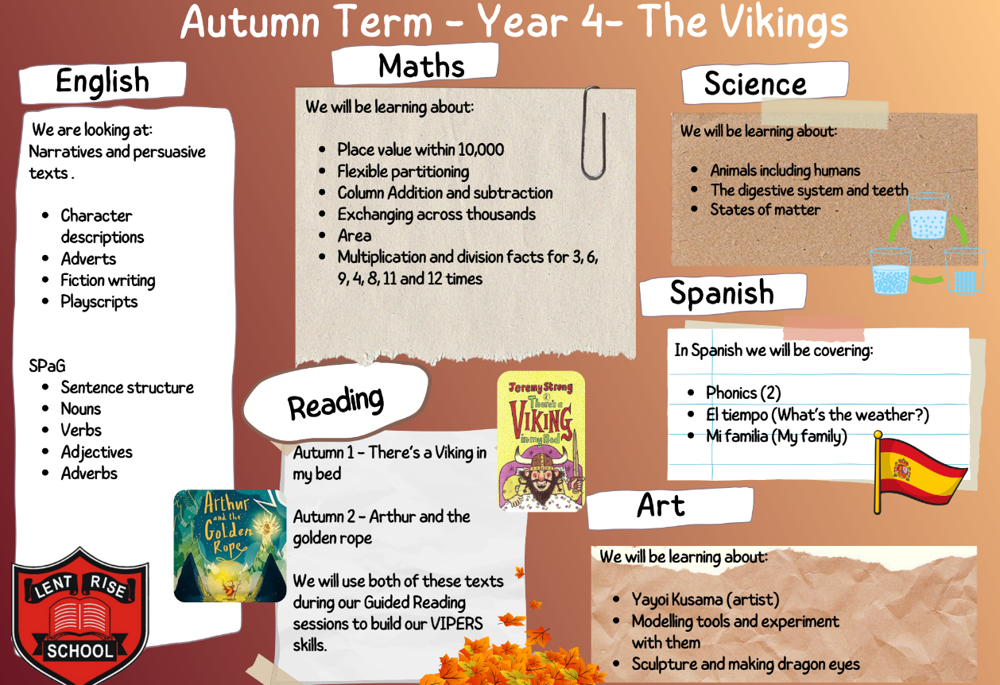 Autumn Term - Year 4- The Vikings
English
We are looking at:
Narratives and persuasive
texts .
• Character
descriptions
• Adverts
• Fiction writing
• Playscripts
SPaG
• Sentence structure
• Nouns
• Verbs
• Adjectives
• Adverbs
LENT RISE
SCHOOL
Maths
We will be learning about:
• Place value within 10,000
• Flexible partitioning
• Column Addition and subtraction
• Exchanging across thousands
• Area
• Multiplication and division facts for 3, 6,
9, 4, 8, 11 and 12 times
Reading
Autumn 1 - There's a Viking in
my bed
Autumn 2 - Arthur and the
golden rope
We will use both of these texts
during our Guided Reading
sessions to build our VIPERS
skills.
Arthur
and the
Golden
Rope
Jeremy Strong
There's a
VIKING
in my Bed
Science
We will be learning about:
• Animals including humans
• The digestive system and teeth
• States of matter
Spanish
In Spanish we will be covering:
• Phonics (2)
• El tiempo (What's the weather?)
• Mi familia (My family)
Art
We will be learning about:
• Yayoi Kusama (artist)
• Modelling tools and experiment
with them
• Sculpture and making dragon eyes